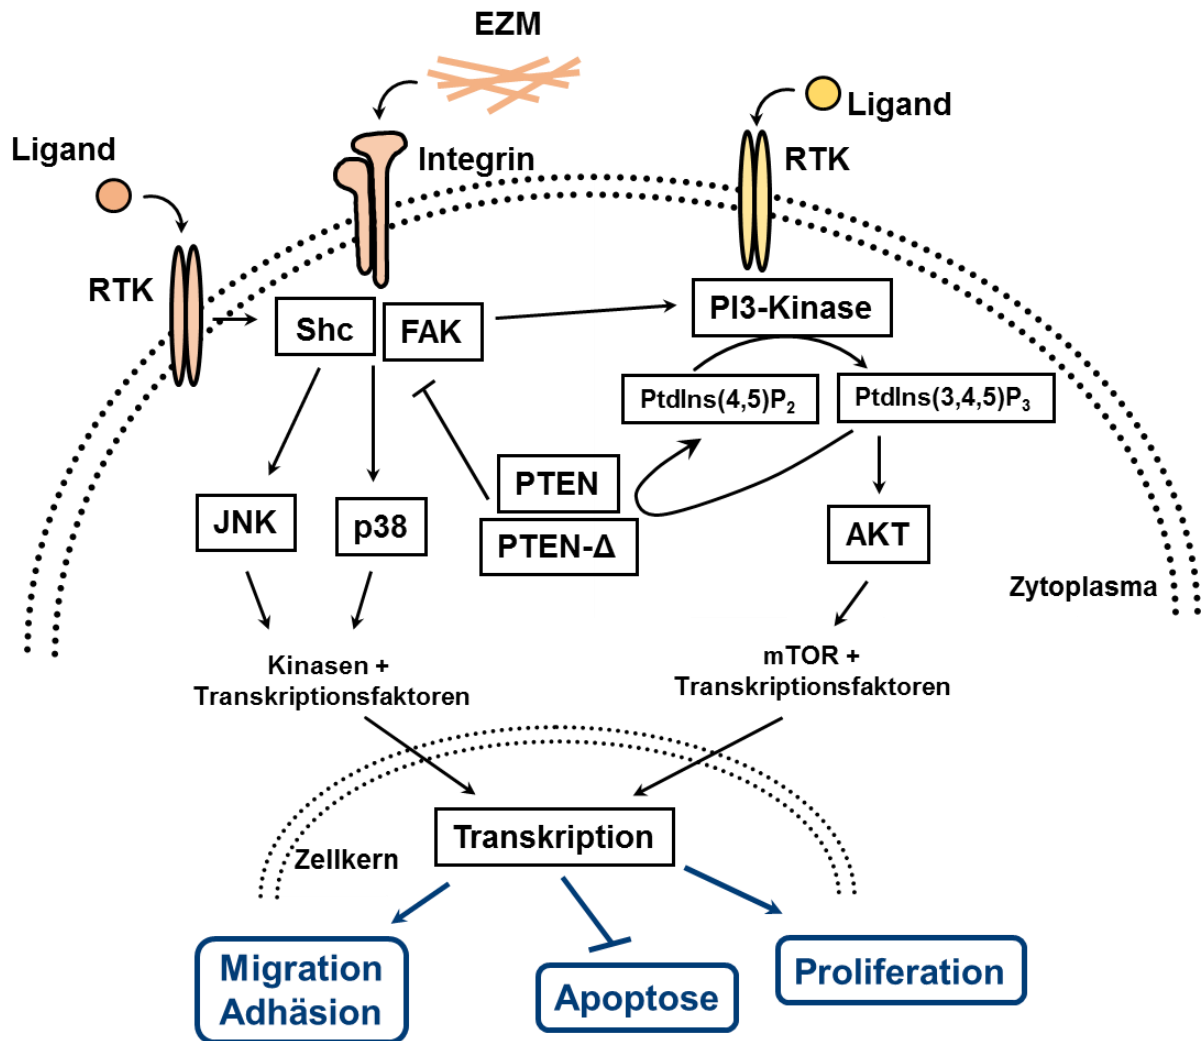 EZM
Ligand
Ligand
Integrin
RTK
RTK
PI3-Kinase
Shc
FAK
PtdIns(4,5)P₂
PtdIns(3,4,5)P₃
PTEN
JNK
p38
PTEN-Δ
AKT
Zytoplasma
Kinasen +
Transkriptionsfaktoren
mTOR +
Transkriptionsfaktoren
Transkription
Zellkern
Migration
Adhäsion
Apoptose
Proliferation